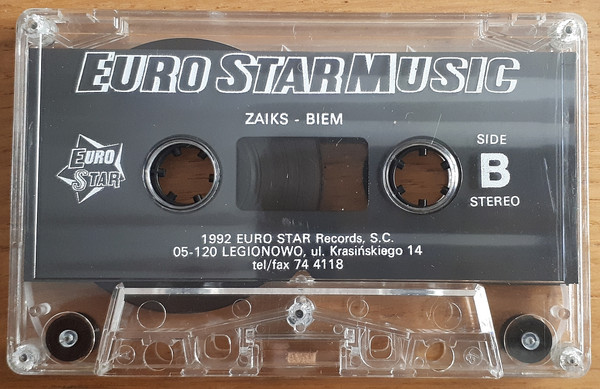 EURO STAR MUSIC
ZAIKS - BIEM
EURO
STAR
SIDE
B
STEREO
1992 EURO STAR Records, S.C.
05-120 LEGIONOWO, ul. Krasińskiego 14
tel/fax 74 4118